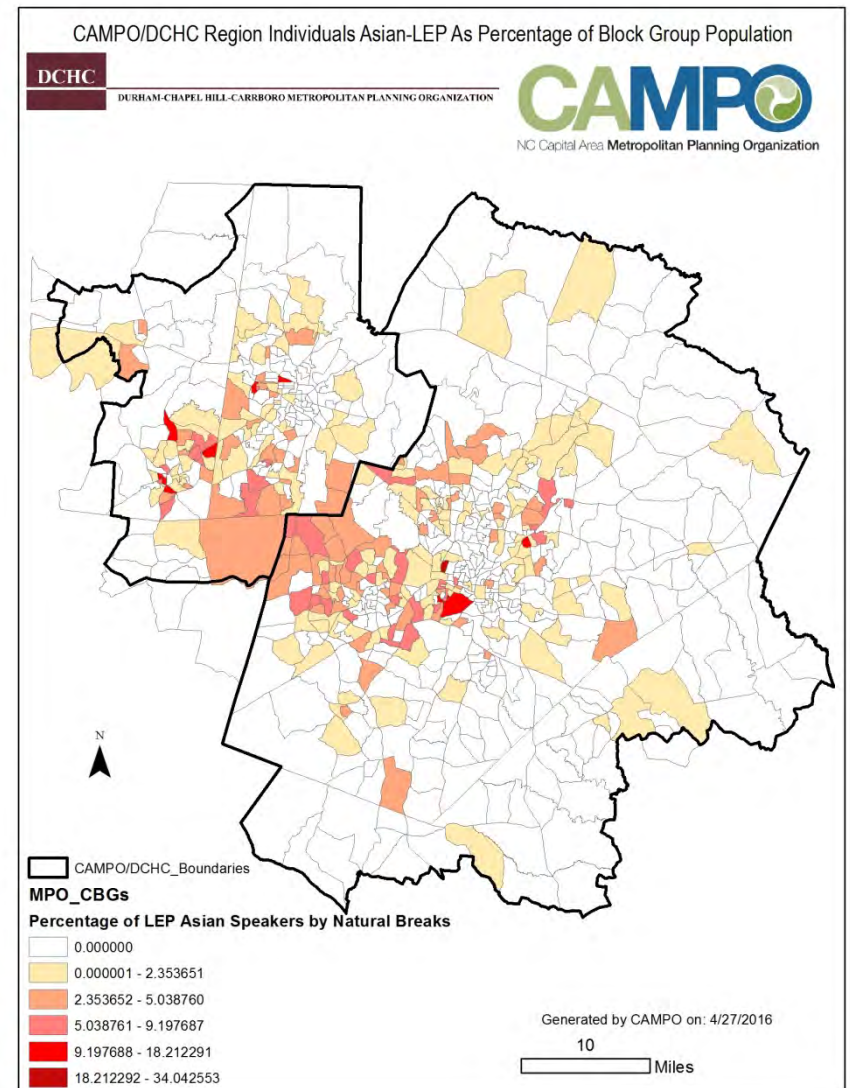 CAMPO/DCHC Region Individuals Asian-LEP As Percentage of Block Group Population
DCHC
DURHAM-CHAPEL HILL-CARRBORO METROPOLITAN PLANNING ORGANIZATION
CAMPO
NC Capital Area Metropolitan Planning Organization
N
CAMPO/DCHC_Boundaries
MPO_CBGs
Percentage of LEP Asian Speakers by Natural Breaks
0.000000
0.000001 - 2.353651
2.353652 - 5.038760
5.038761 - 9.197687
9.197688 - 18.212291
18.212292 - 34.042553
Generated by CAMPO on: 4/27/2016
10
Miles